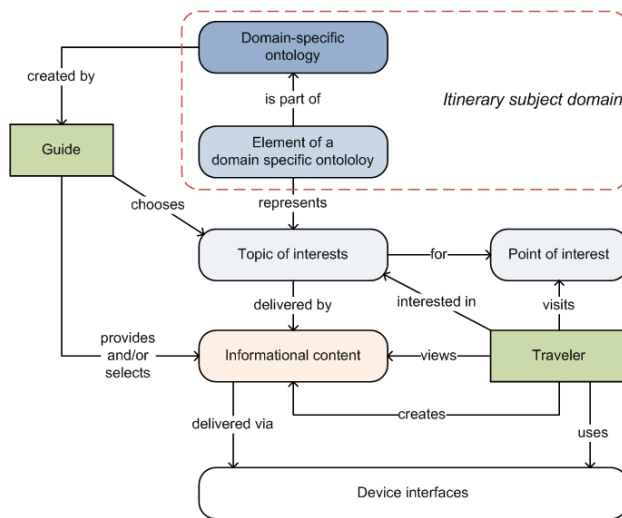 Domain-specific
ontology
created by
is part of
Itinerary subject domain
Guide
Element of a
domain specific ontololoy
chooses
represents
Topic of interests
for
Point of interest
delivered by
interested in
visits
provides
and/or
selects
Informational content
views
Traveler
creates
delivered via
uses
Device interfaces